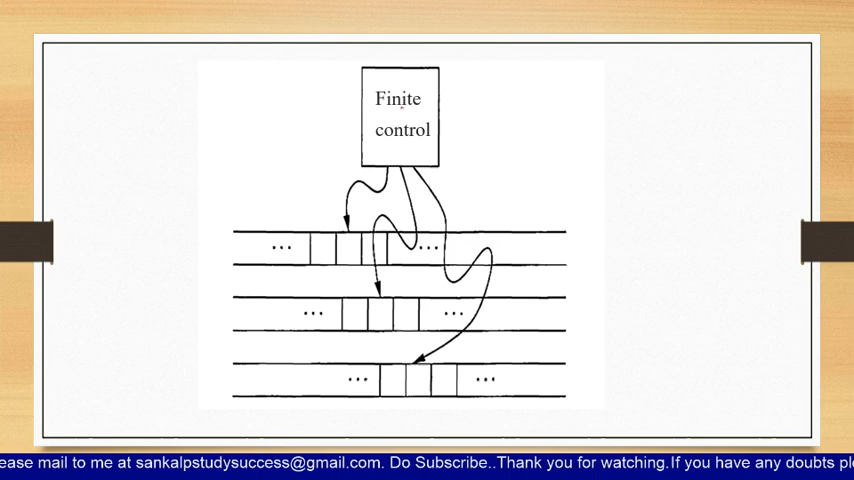 Finite
control
...
...
...
...
...
...
ease mail to me at sankalpstudysuccess@gmail.com. Do Subscribe..Thank you for watching.If you have any doubts ple